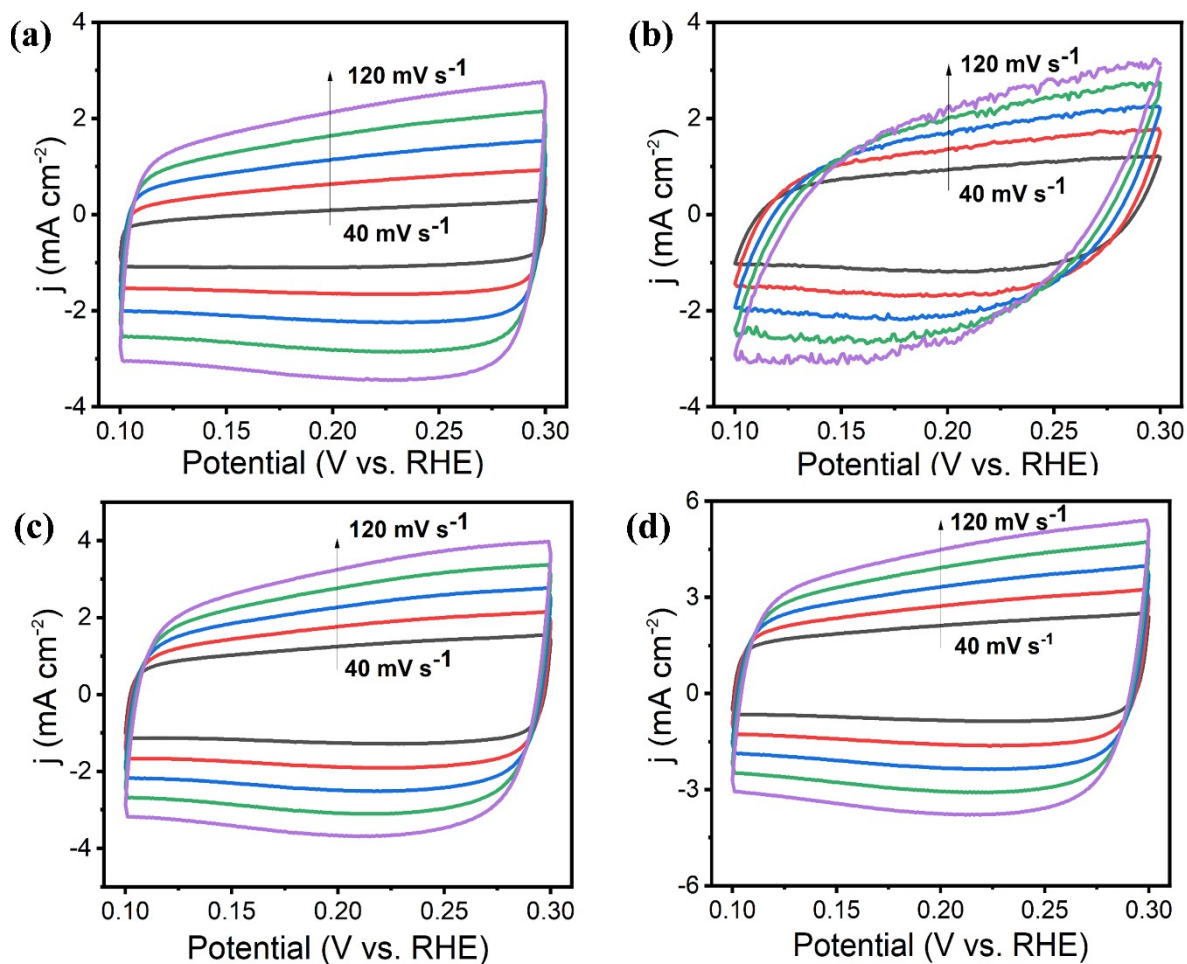 (a)
j (mA cm⁻²)
4
2
0
-2
-4
120 mV s⁻¹
40 mV s⁻¹
0.10 0.15 0.20 0.25 0.30
Potential (V vs. RHE)
(b)
j (mA cm⁻²)
4
2
0
-2
-4
120 mV s⁻¹
40 mV s⁻¹
0.10 0.15 0.20 0.25 0.30
Potential (V vs. RHE)
(c)
j (mA cm⁻²)
4
2
0
-2
-4
120 mV s⁻¹
40 mV s⁻¹
0.10 0.15 0.20 0.25 0.30
Potential (V vs. RHE)
(d)
j (mA cm⁻²)
6
3
0
-3
-6
120 mV s⁻¹
40 mV s⁻¹
0.10 0.15 0.20 0.25 0.30
Potential (V vs. RHE)